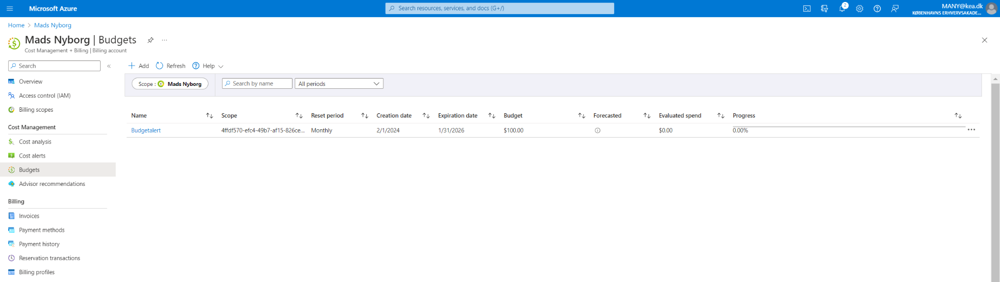 Microsoft Azure
Search resources, services, and docs (G+/)
2
MANY@kea.dk
KØBENHAVNS ERHVERVSAKADE...
Home > Mads Nyborg
Mads Nyborg | Budgets
Cost Management + Billing | Billing account
Search
Overview
Access control (IAM)
Billing scopes
Cost Management
Cost analysis
Cost alerts
Budgets
Advisor recommendations
Billing
Invoices
Payment methods
Payment history
Reservation transactions
Billing profiles
Add Refresh Help
Scope : Mads Nyborg Search by name All periods
Name Scope Reset period Creation date Expiration date Budget Forecasted Evaluated spend Progress
Budgetalert 4ffdf570-efc4-49b7-af15-826ce... Monthly 2/1/2024 1/31/2026 $100.00 $0.00 0.00%